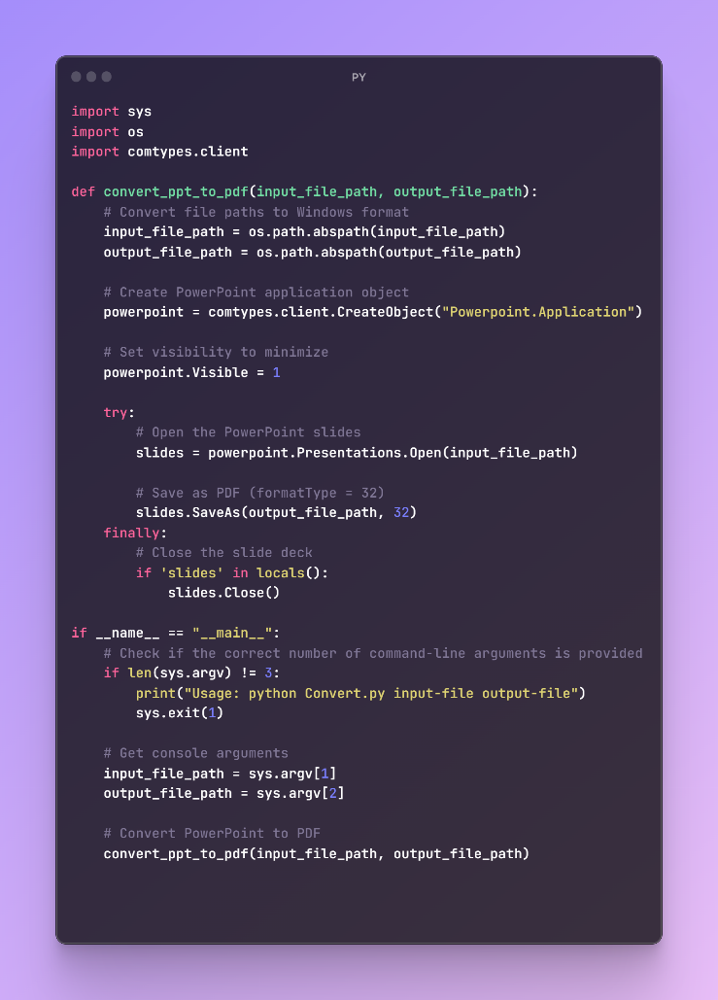 PY
import sys
import os
import comtypes.client
def convert_ppt_to_pdf(input_file_path, output_file_path):
    # Convert file paths to Windows format
    input_file_path = os.path.abspath(input_file_path)
    output_file_path = os.path.abspath(output_file_path)
    # Create PowerPoint application object
    powerpoint = comtypes.client.CreateObject("Powerpoint.Application")
    # Set visibility to minimize
    powerpoint.Visible = 1
    try:
        # Open the PowerPoint slides
        slides = powerpoint.Presentations.Open(input_file_path)
        # Save as PDF (formatType = 32)
        slides.SaveAs(output_file_path, 32)
    finally:
        # Close the slide deck
        if 'slides' in locals():
            slides.Close()
if __name__ == "__main__":
    # Check if the correct number of command-line arguments is provided
    if len(sys.argv) != 3:
        print("Usage: python Convert.py input-file output-file")
        sys.exit(1)
    # Get console arguments
    input_file_path = sys.argv[1]
    output_file_path = sys.argv[2]
    # Convert PowerPoint to PDF
    convert_ppt_to_pdf(input_file_path, output_file_path)